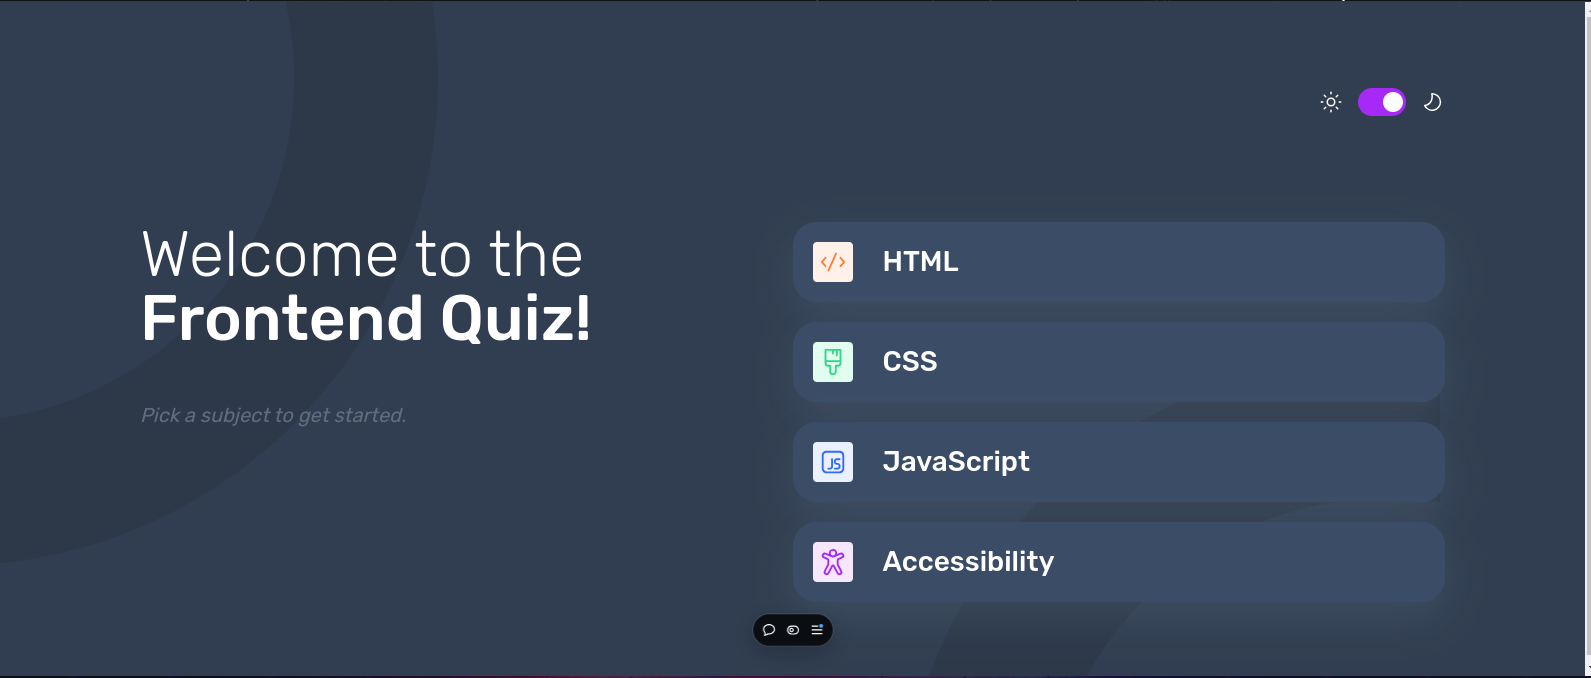 Welcome to the
Frontend Quiz!
Pick a subject to get started.
HTML
CSS
JS
JavaScript
Accessibility